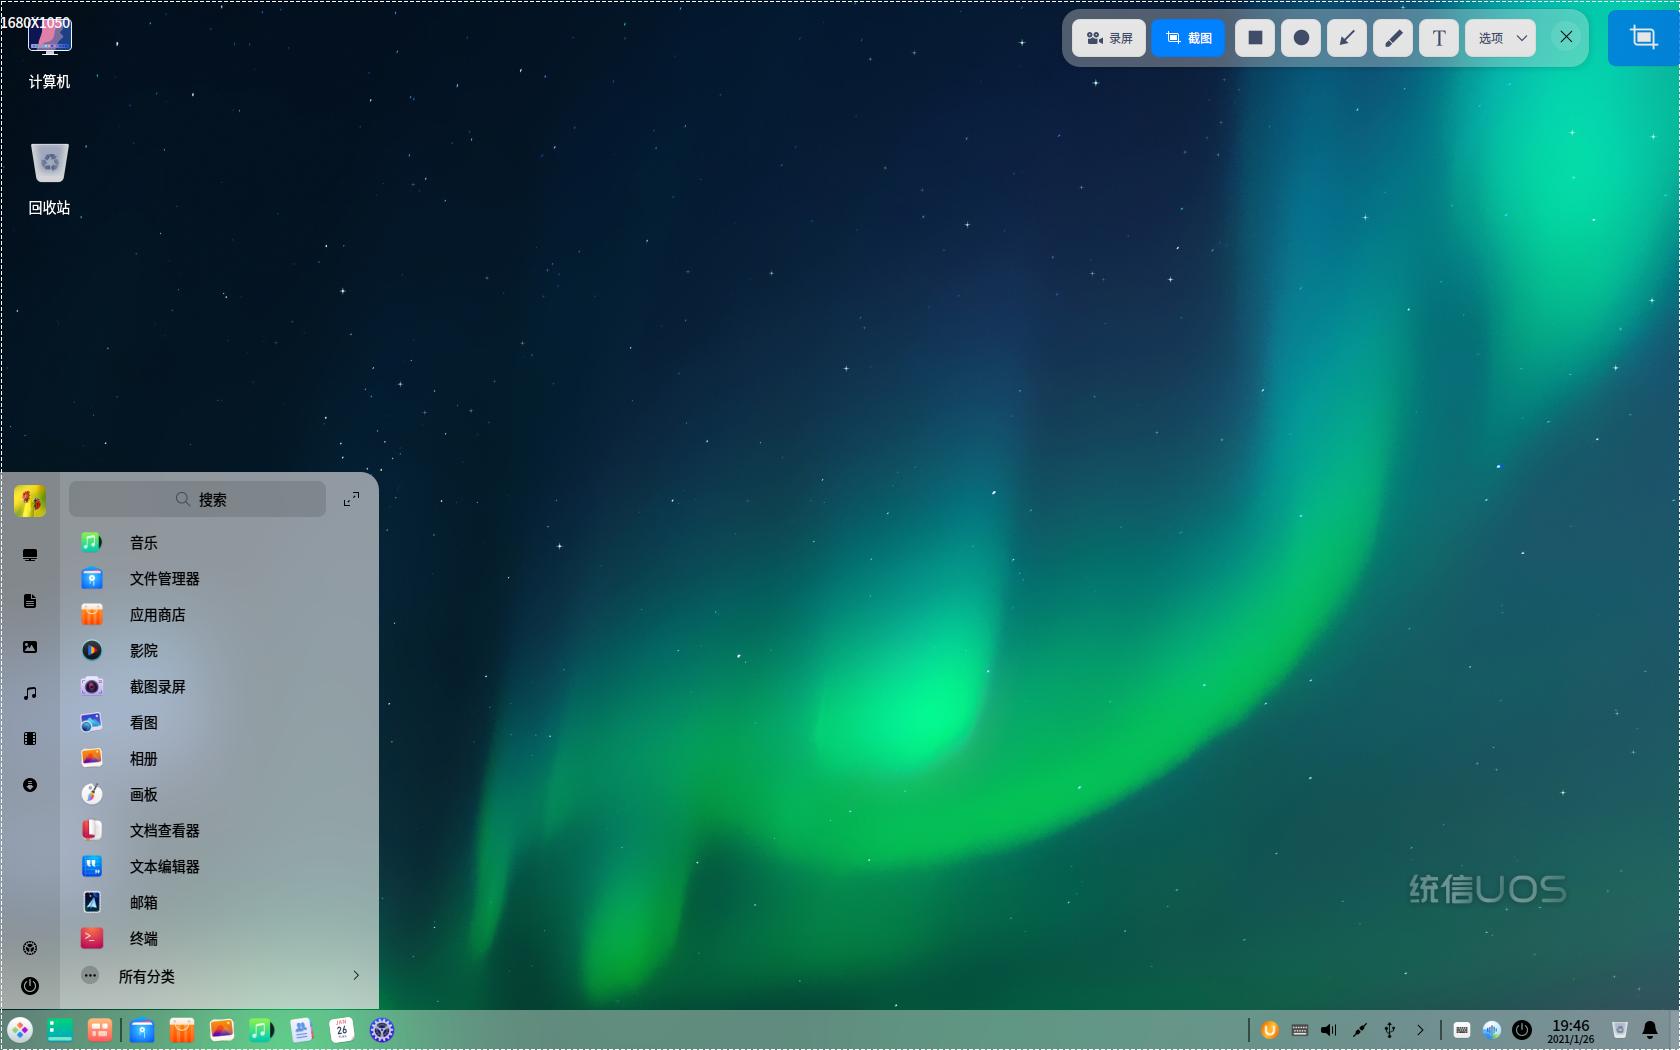 1680X1050
录屏
截图
T
选项
计算机
回收站
搜索
音乐
文件管理器
应用商店
影院
截图录屏
看图
相册
画板
文档查看器
文本编辑器
邮箱
终端
所有分类
统信UOS
JAN
26
19:46
2021/1/26